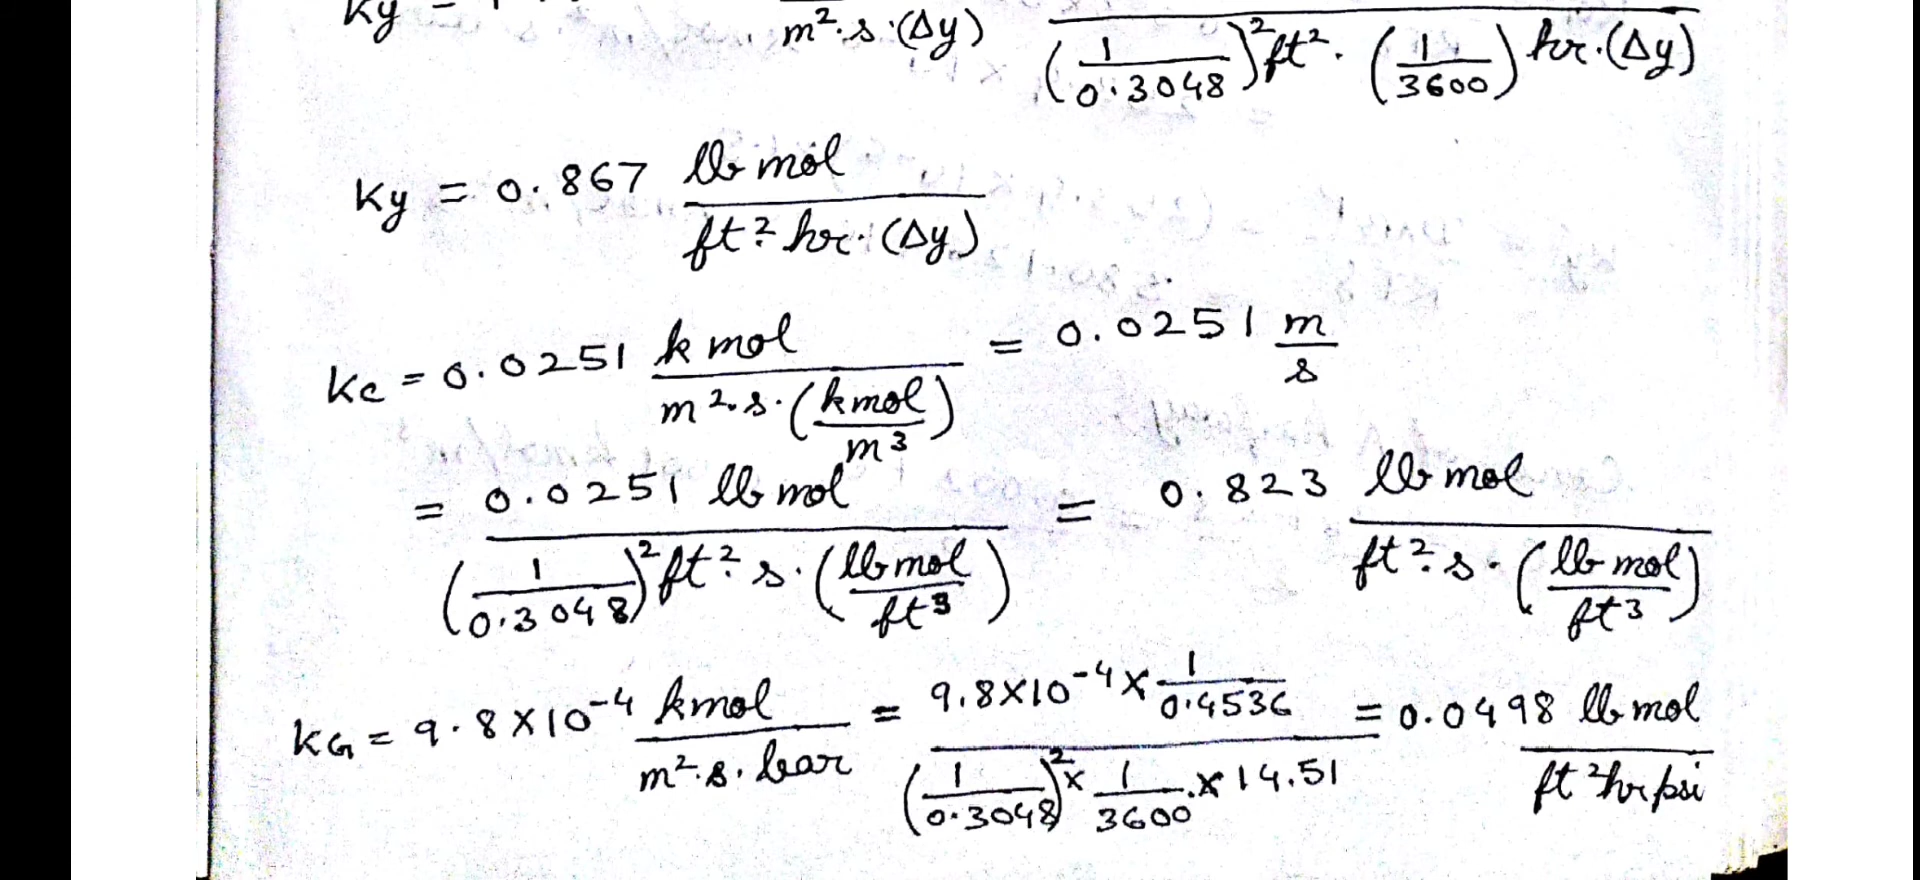 Ky =
m².s.(Δy) (1/0.3048)² ft². (1/3600) hr.(Δy)
Ky = 0.867 lb mol / ft². hr. (Δy)
Kc = 0.0251 kmol / m².s.(kmol/m³) = 0.0251 m/s
= 0.0251 lb mol / (1/0.3048)² ft². s. (lb mol/ft³) = 0.823 lb mol / ft². s. (lb mol/ft³)
KG = 9.8×10⁻⁴ kmol / m².s. bar = 9.8×10⁻⁴ × 1/0.4536 / (1/0.3048)² × 1/3600 × 14.51 = 0.0498 lb mol / ft² hr psi